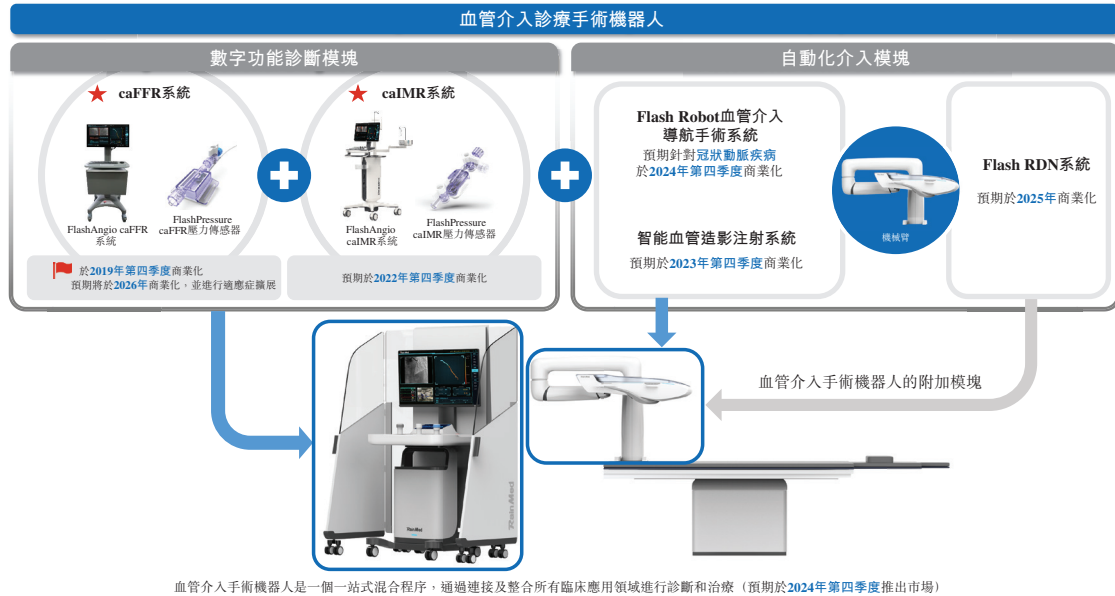 血管介入診療手術機器人
數字功能診斷模塊
caFFR系統
FlashAngio caFFR
系統
FlashPressure
caFFR壓力傳感器
於2019年第四季度商業化
預期將於2026年商業化，並進行適應症擴展
caIMR系統
FlashAngio
caIMR系統
FlashPressure
caIMR壓力傳感器
預期於2022年第四季度商業化
自動化介入模塊
Flash Robot血管介入
導航手術系統
預期針對冠狀動脈疾病
於2024年第四季度商業化
智能血管造影注射系統
預期於2023年第四季度商業化
機械臂
Flash RDN系統
預期於2025年商業化
血管介入手術機器人的附加模塊
RainMed
RainMed
血管介入手術機器人是一個一站式混合程序，通過連接及整合所有臨床應用領域進行診斷和治療（預期於2024年第四季度推出市場）